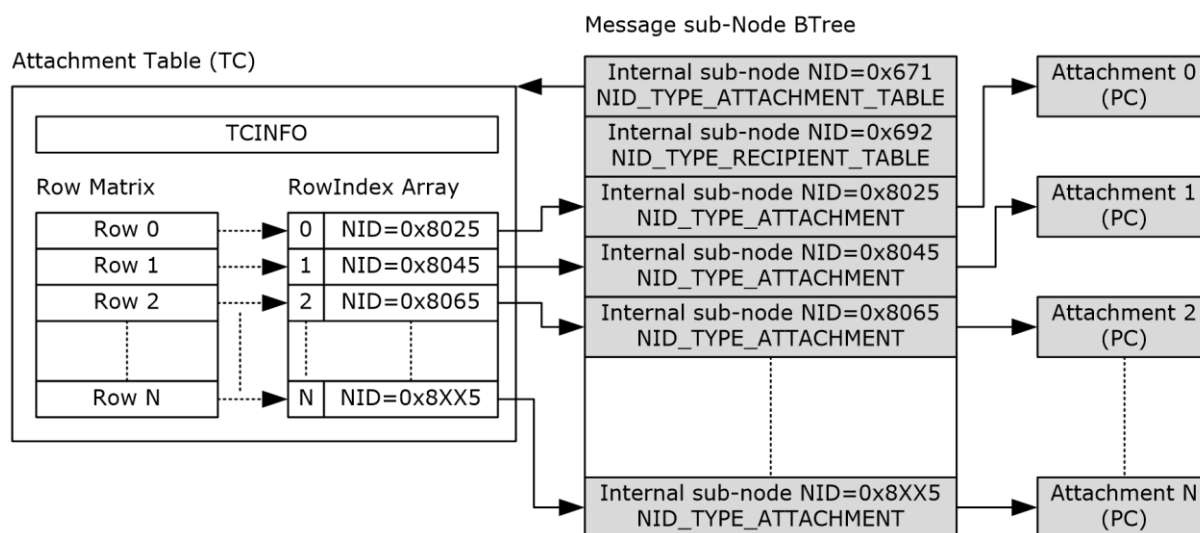 Message sub-Node BTree
Attachment Table (TC)
TCINFO
Row Matrix
RowIndex Array
Row 0
0 NID=0x8025
Row 1
1 NID=0x8045
Row 2
2 NID=0x8065
Row N
N NID=0x8XX5
Internal sub-node NID=0x671
NID_TYPE_ATTACHMENT_TABLE
Internal sub-node NID=0x692
NID_TYPE_RECIPIENT_TABLE
Internal sub-node NID=0x8025
NID_TYPE_ATTACHMENT
Internal sub-node NID=0x8045
NID_TYPE_ATTACHMENT
Internal sub-node NID=0x8065
NID_TYPE_ATTACHMENT
Internal sub-node NID=0x8XX5
NID_TYPE_ATTACHMENT
Attachment 0
(PC)
Attachment 1
(PC)
Attachment 2
(PC)
Attachment N
(PC)